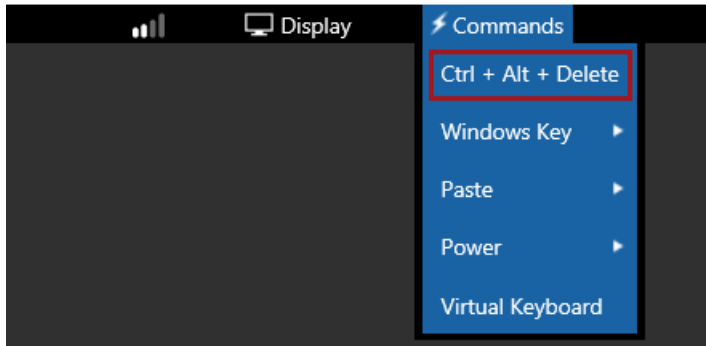 Display
Commands
Ctrl + Alt + Delete
Windows Key
Paste
Power
Virtual Keyboard